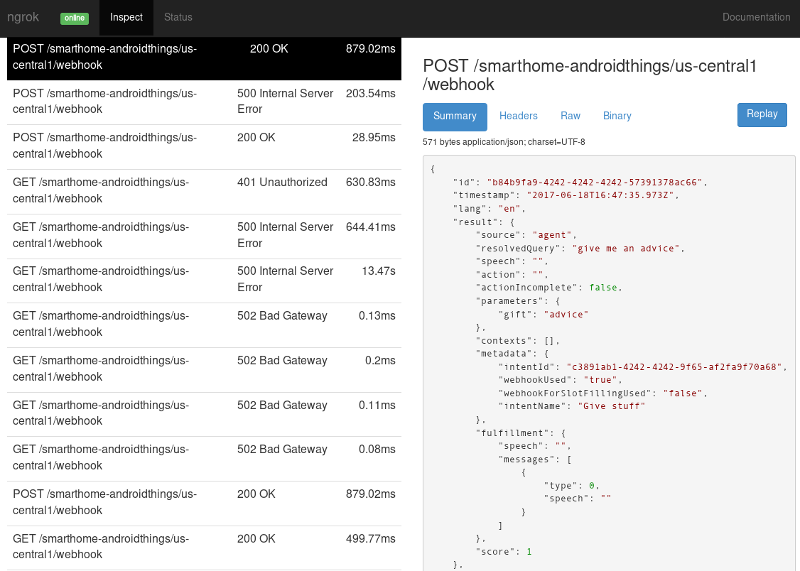 ngrok online Inspect Status Documentation
POST /smarthome-androidthings/us- 200 OK 879.02ms
central1/webhook
POST /smarthome-androidthings/us- 500 Internal Server 203.54ms
central1/webhook Error
POST /smarthome-androidthings/us- 200 OK 28.95ms
central1/webhook
GET /smarthome-androidthings/us- 401 Unauthorized 630.83ms
central1/webhook
GET /smarthome-androidthings/us- 500 Internal Server 644.41ms
central1/webhook Error
GET /smarthome-androidthings/us- 500 Internal Server 13.47s
central1/webhook Error
GET /smarthome-androidthings/us- 502 Bad Gateway 0.13ms
central1/webhook
GET /smarthome-androidthings/us- 502 Bad Gateway 0.2ms
central1/webhook
GET /smarthome-androidthings/us- 502 Bad Gateway 0.11ms
central1/webhook
GET /smarthome-androidthings/us- 502 Bad Gateway 0.08ms
central1/webhook
POST /smarthome-androidthings/us- 200 OK 879.02ms
central1/webhook
GET /smarthome-androidthings/us- 200 OK 499.77ms
central1/webhook
POST /smarthome-androidthings/us-central1
/webhook
Summary Headers Raw Binary Replay
571 bytes application/json; charset=UTF-8
{
"id": "b84b9fa9-4242-4242-4242-57391378ac66",
"timestamp": "2017-06-18T16:47:35.973Z",
"lang": "en",
"result": {
"source": "agent",
"resolvedQuery": "give me an advice",
"speech": "",
"action": "",
"actionIncomplete": false,
"parameters": {
"gift": "advice"
},
"contexts": [],
"metadata": {
"intentId": "c3891ab1-4242-4242-9f65-af2fa9f70a68",
"webhookUsed": "true",
"webhookForSlotFillingUsed": "false",
"intentName": "Give stuff"
},
"fulfillment": {
"speech": "",
"messages": [
{
"type": 0,
"speech": ""
}
]
},
"score": 1
},